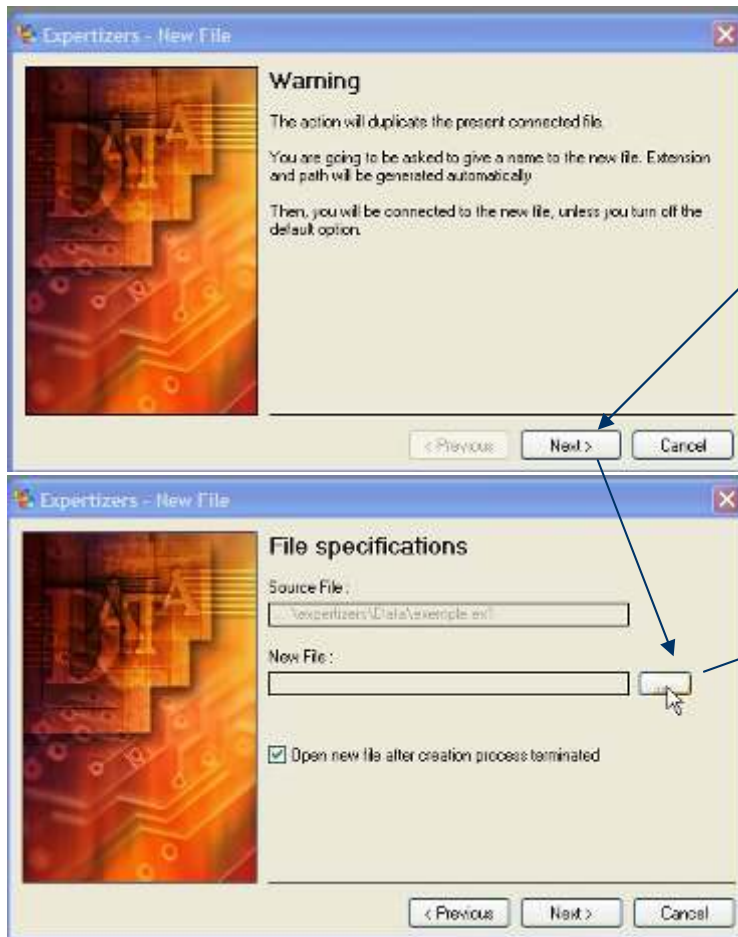 Expertizers - New File
Warning
The action will duplicate the present connected file.
You are going to be asked to give a name to the new file. Extension
and path will be generated automatically
Then, you will be connected to the new file, unless you turn off the
default option.
DATA
< Previous
Next >
Cancel
Expertizers - New File
File specifications
Source File :
...\expertizers\Data\exemple.ex1
New File :
...
Open new file after creation process terminated
DATA
< Previous
Next >
Cancel